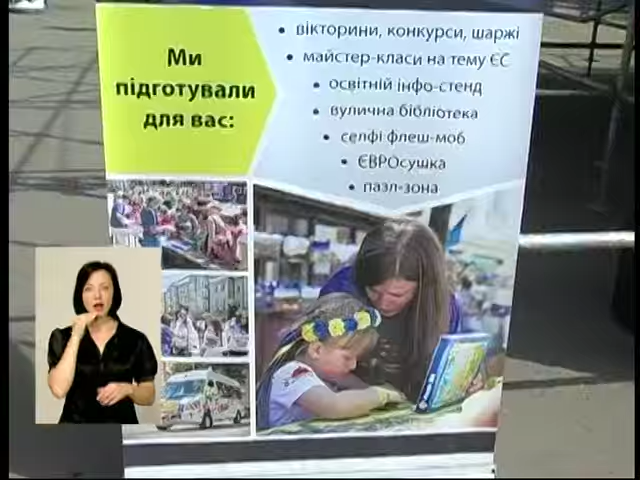 Ми
підготували
для вас:
• вікторини, конкурси, шаржі
• майстер-класи на тему ЄС
• освітній інфо-стенд
• вулична бібліотека
• селфі флеш-моб
• ЄВРОсушка
• пазл-зона